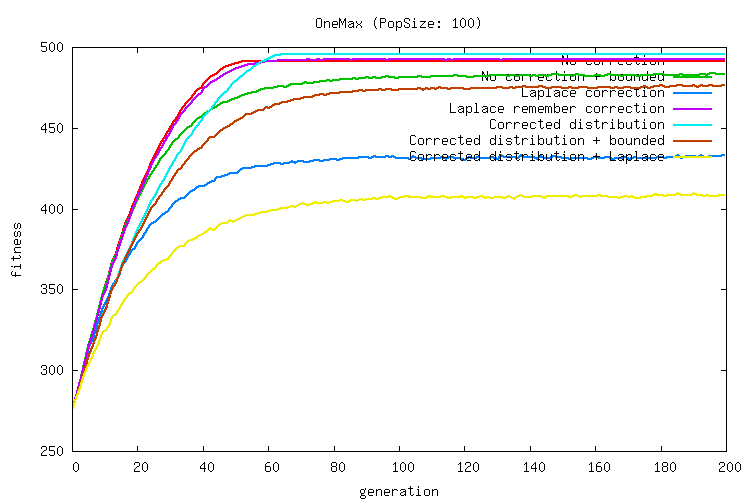 OneMax (PopSize: 100)
500
450
400
350
300
250
fitness
No correction
No correction + bounded
Laplace correction
Laplace remember correction
Corrected distribution
Corrected distribution + bounded
Corrected distribution + Laplace
0 20 40 60 80 100 120 140 160 180 200
generation